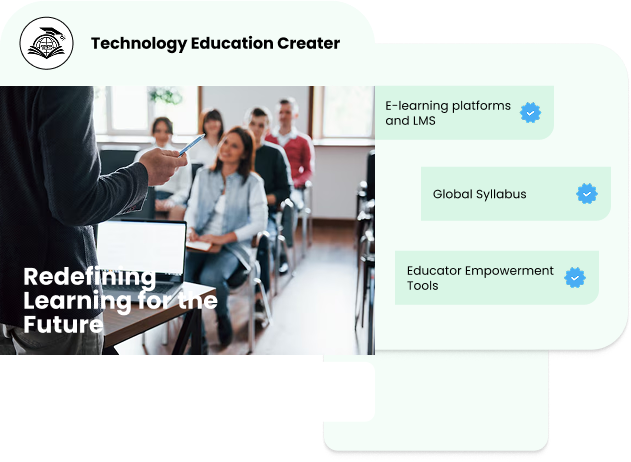 Technology Education Creater
E-learning platforms
and LMS
Global Syllabus
Educator Empowerment
Tools
Redefining
Learning for the
Future